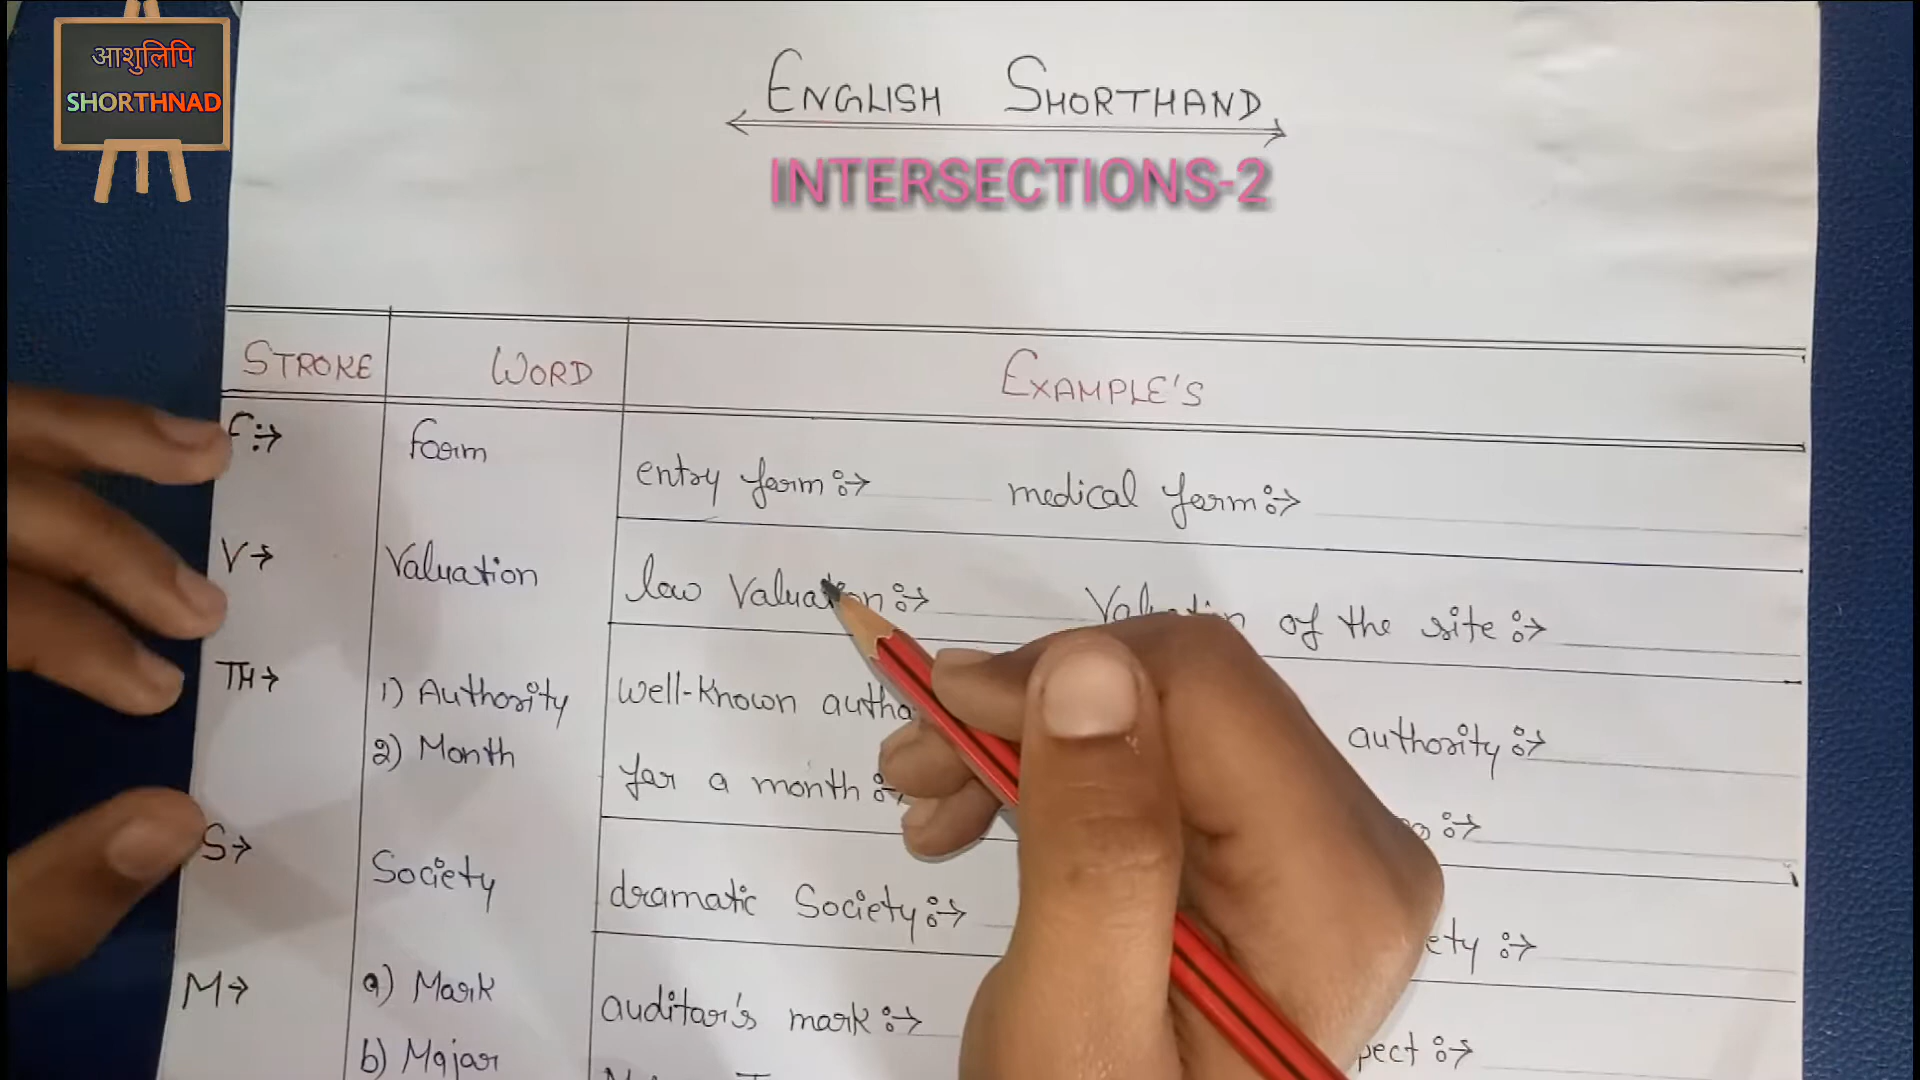 आशुलिपि
SHORTHNAD
ENGLISH SHORTHAND
INTERSECTIONS-2
STROKE WORD EXAMPLE'S
F:→ Form entry form:→ medical form:→
V→ Valuation low Valuation:→ Valuation of the site:→
TH→ 1) Authority well-known authority:→
2) Month for a month:→ :→
S→ Society dramatic Society:→ ety:→
M→ a) Mark auditor's mark:→ pect:→
b) Major